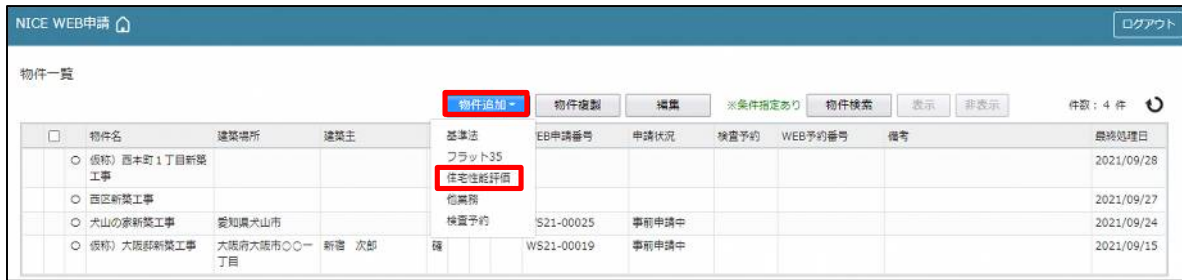 NICE WEB申請
ログアウト
物件一覧
物件追加 物件複製 編集 ※条件指定あり 物件検索 表示 非表示 件数: 4 件
物件名 建築場所 建築主 EB申請番号 申請状況 検査予約 WEB予約番号 備考 最終処理日
基準法
フラット35
住宅性能評価
他業務
検査予約
仮称）西本町１丁目新築 2021/09/28
工事
西区新築工事 2021/09/27
犬山の家新築工事 愛知県犬山市 S21-00025 事前申請中 2021/09/24
仮称）大阪邸新築工事 大阪府大阪市○○一 新宿 次郎 確 WS21-00019 事前申請中 2021/09/15
丁目